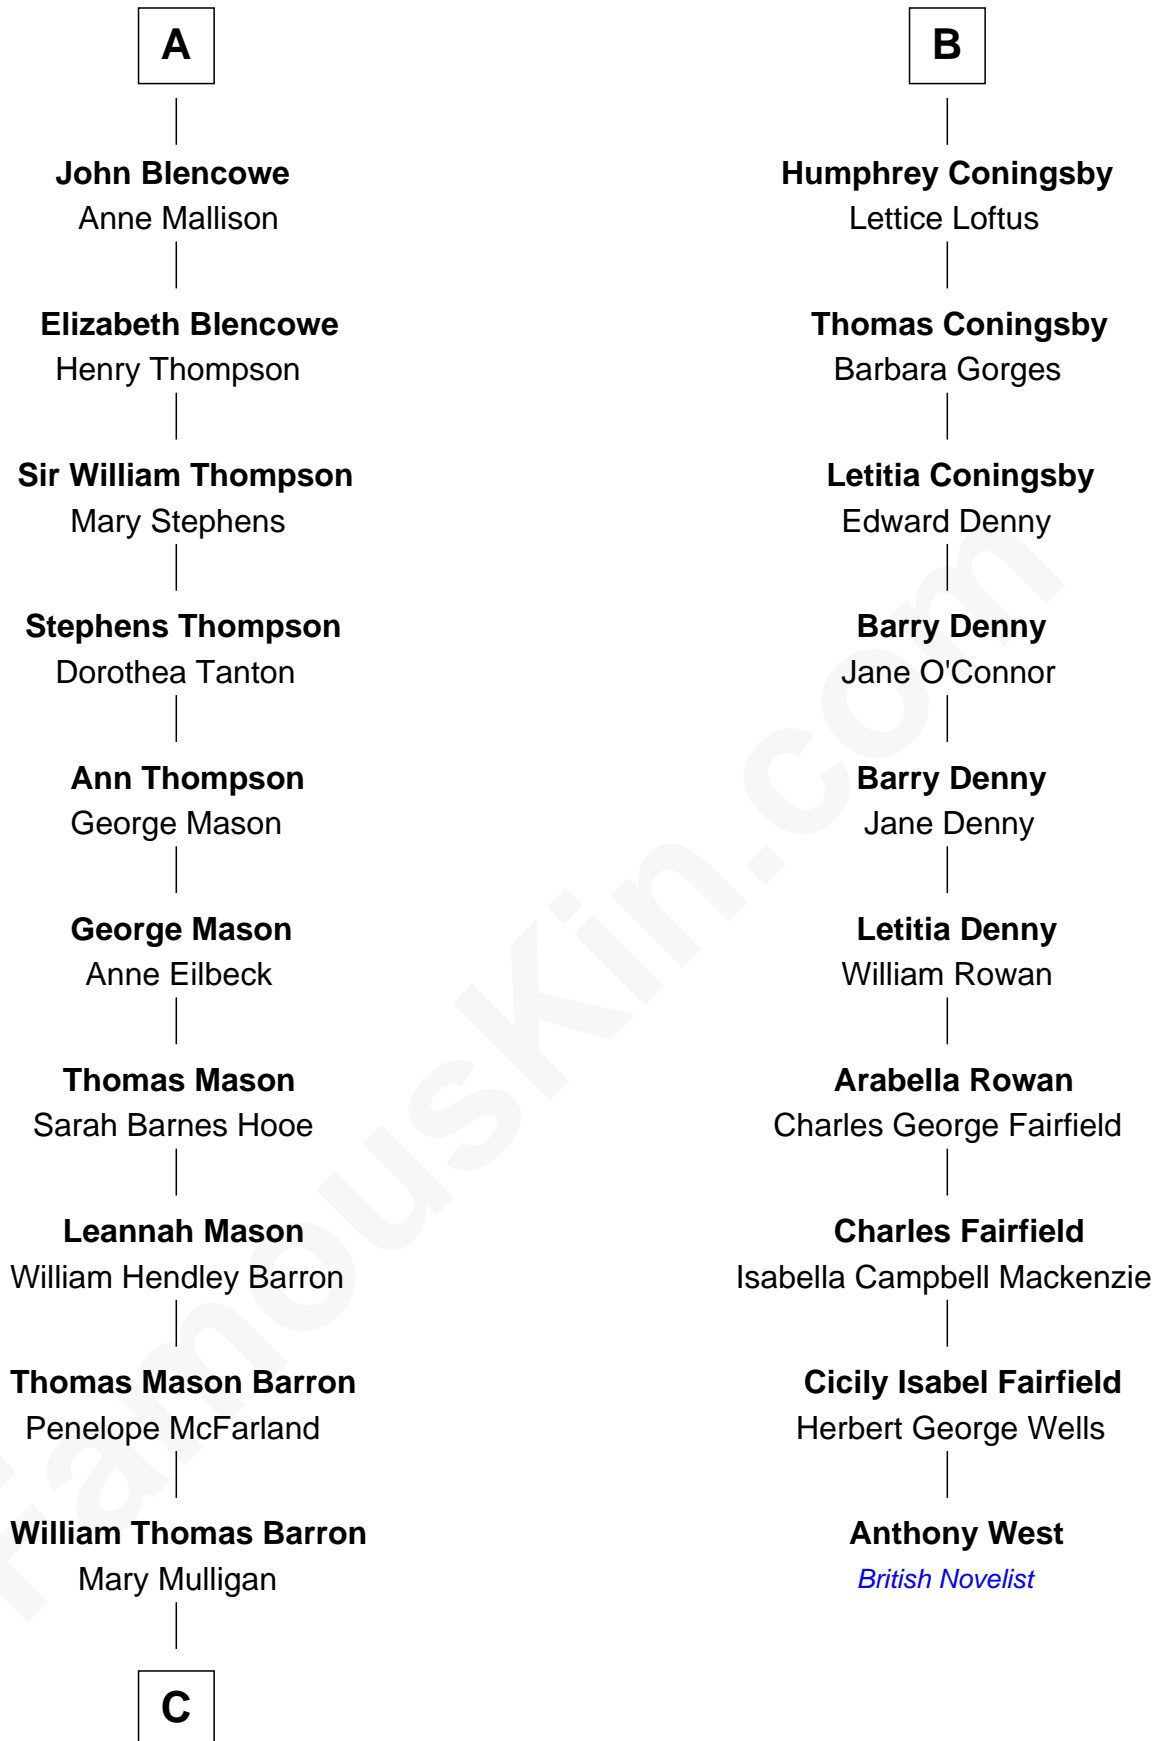 A
John Blencowe
Anne Mallison
Elizabeth Blencowe
Henry Thompson
Sir William Thompson
Mary Stephens
Stephens Thompson
Dorothea Tanton
Ann Thompson
George Mason
George Mason
Anne Eilbeck
Thomas Mason
Sarah Barnes Hooe
Leannah Mason
William Hendley Barron
Thomas Mason Barron
Penelope McFarland
William Thomas Barron
Mary Mulligan
C
B
Humphrey Coningsby
Lettice Loftus
Thomas Coningsby
Barbara Gorges
Letitia Coningsby
Edward Denny
Barry Denny
Jane O'Connor
Barry Denny
Jane Denny
Letitia Denny
William Rowan
Arabella Rowan
Charles George Fairfield
Charles Fairfield
Isabella Campbell Mackenzie
Cicily Isabel Fairfield
Herbert George Wells
Anthony West
British Novelist
FamousKin.com